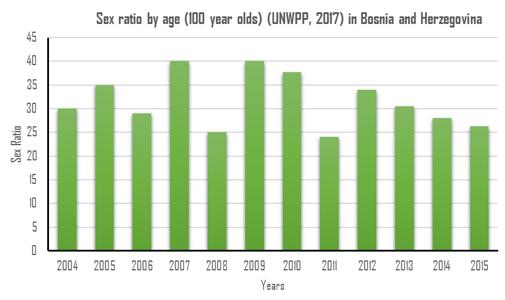 Sex ratio by age (100 year olds) (UNWPP, 2017) in Bosnia and Herzegovina
45
40
35
30
25
20
15
10
5
0
Sex Ratio
2004 2005 2006 2007 2008 2009 2010 2011 2012 2013 2014 2015
Years